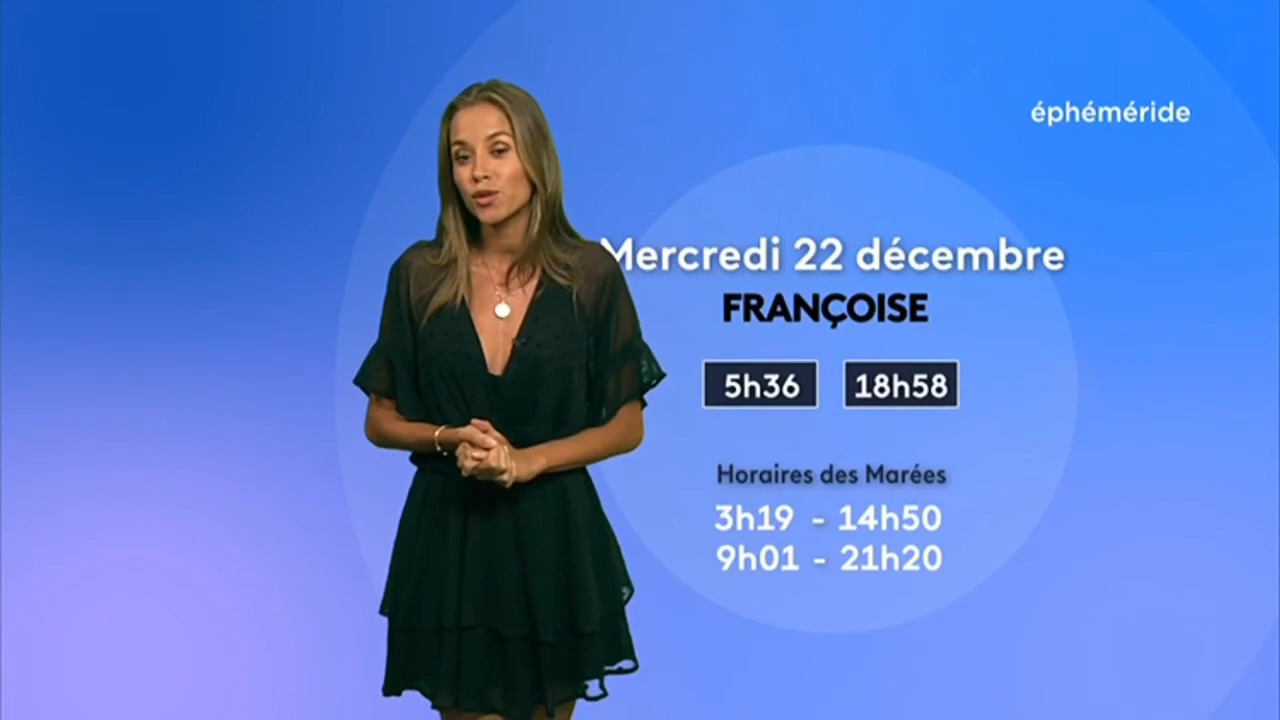 éphéméride
Mercredi 22 décembre
FRANÇOISE
5h36 18h58
Horaires des Marées
3h19 - 14h50
9h01 - 21h20